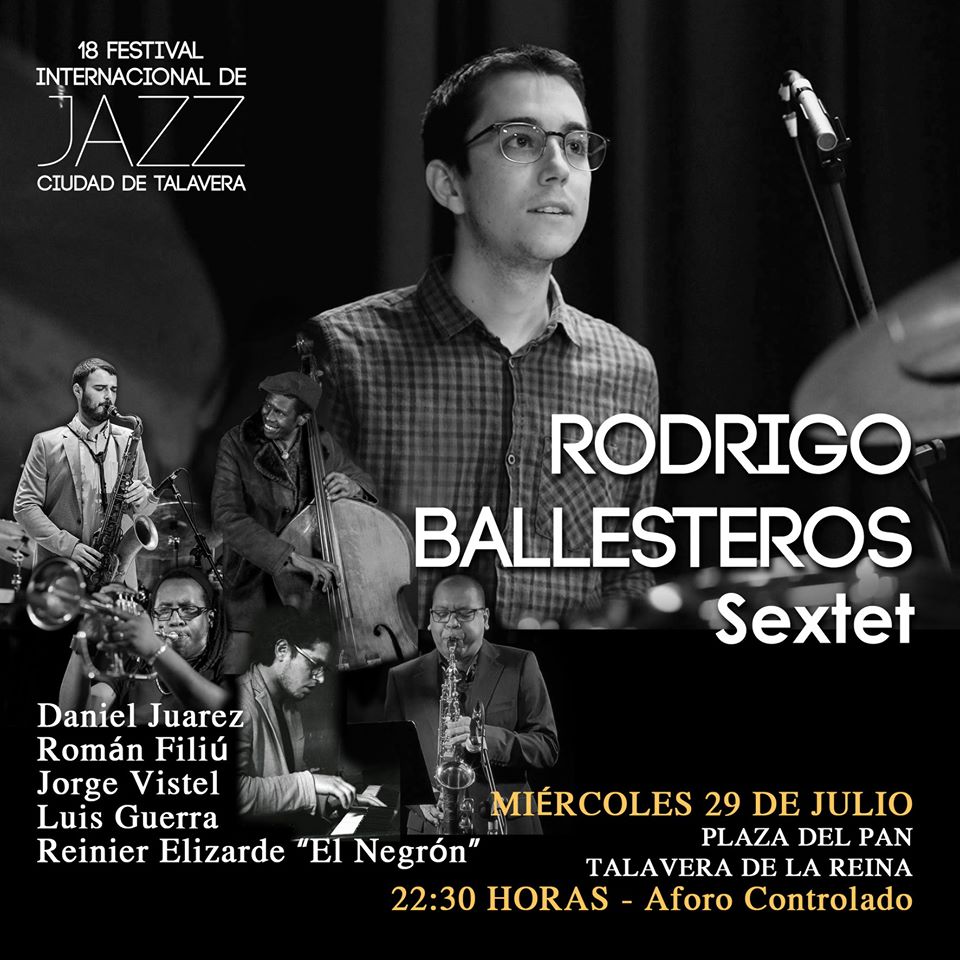 18 FESTIVAL
INTERNACIONAL DE
JAZZ
CIUDAD DE TALAVERA
RODRIGO
BALLESTEROS
Sextet
Daniel Juarez
Román Filiú
Jorge Vistel
Luis Guerra
Reinier Elizarde "El Negrón"
MIÉRCOLES 29 DE JULIO
PLAZA DEL PAN
TALAVERA DE LA REINA
22:30 HORAS - Aforo Controlado